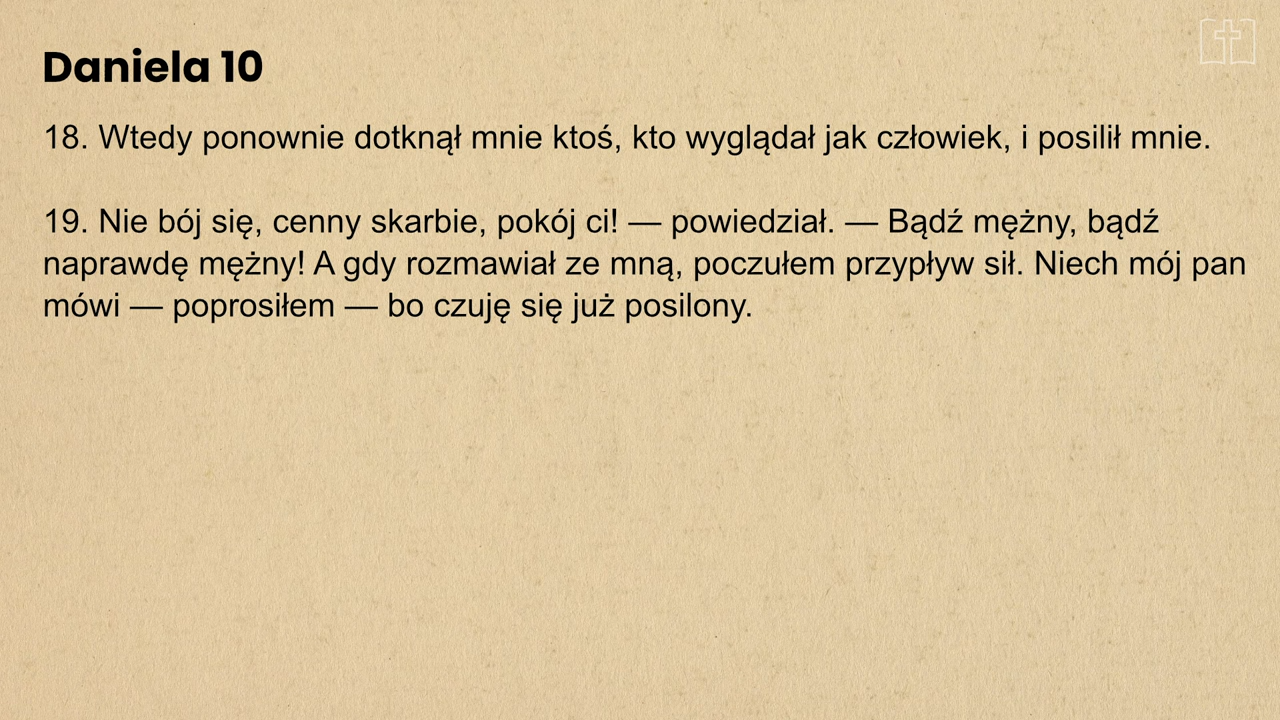 Daniela 10
18. Wtedy ponownie dotknął mnie ktoś, kto wyglądał jak człowiek, i posilił mnie.
19. Nie bój się, cenny skarbie, pokój ci! — powiedział. — Bądź mężny, bądź
naprawdę mężny! A gdy rozmawiał ze mną, poczułem przypływ sił. Niech mój pan
mówi — poprosiłem — bo czuję się już posilony.